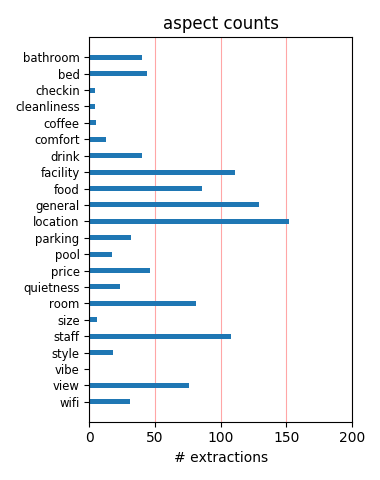 aspect counts
bathroom
bed
checkin
cleanliness
coffee
comfort
drink
facility
food
general
location
parking
pool
price
quietness
room
size
staff
style
vibe
view
wifi
0 50 100 150 200
# extractions